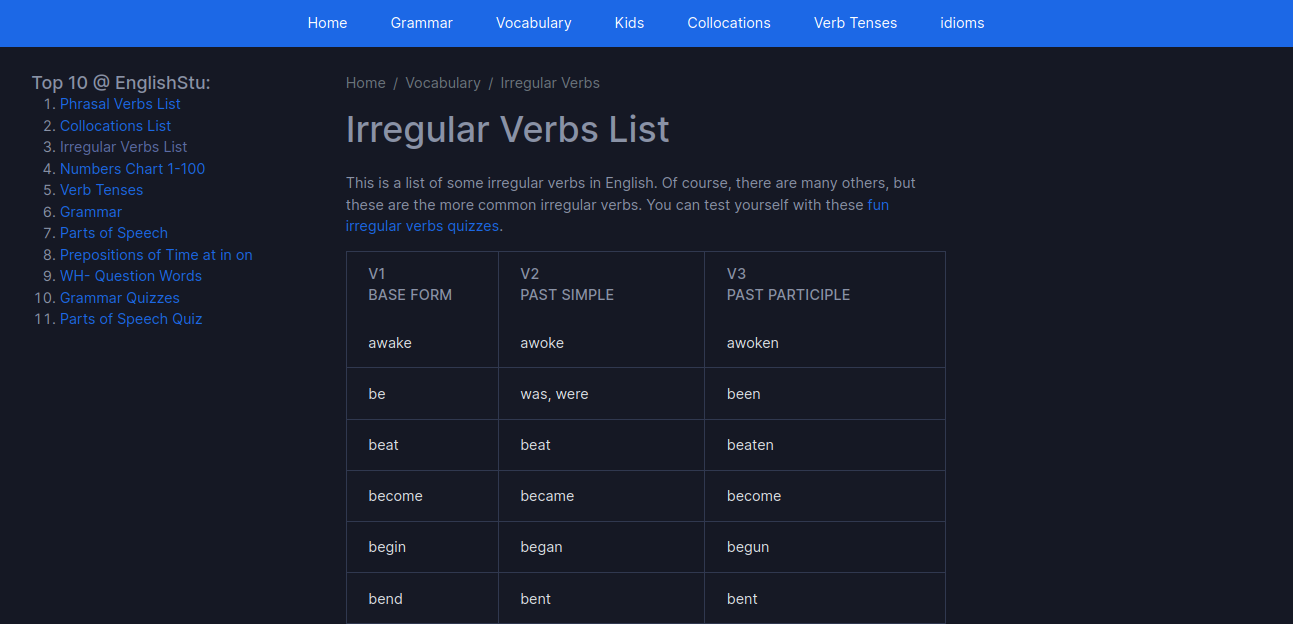 Home Grammar Vocabulary Kids Collocations Verb Tenses idioms
Top 10 @ EnglishStu:
1. Phrasal Verbs List
2. Collocations List
3. Irregular Verbs List
4. Numbers Chart 1-100
5. Verb Tenses
6. Grammar
7. Parts of Speech
8. Prepositions of Time at in on
9. WH- Question Words
10. Grammar Quizzes
11. Parts of Speech Quiz
Home / Vocabulary / Irregular Verbs
Irregular Verbs List
This is a list of some irregular verbs in English. Of course, there are many others, but
these are the more common irregular verbs. You can test yourself with these fun
irregular verbs quizzes.
V1 V2 V3
BASE FORM PAST SIMPLE PAST PARTICIPLE
awake awoke awoken
be was, were been
beat beat beaten
become became become
begin began begun
bend bent bent